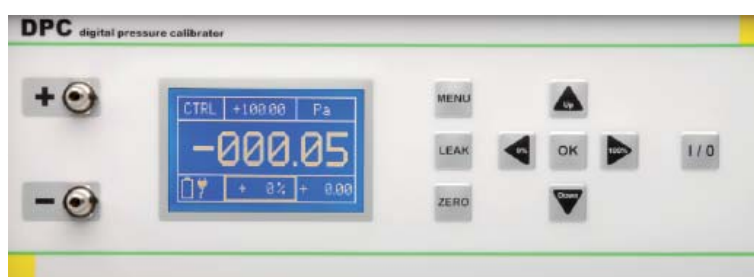 DPC digital pressure calibrator
+
CTRL +100.00 Pa
-000.05
+ 0% + 0.00
-
MENU
LEAK
ZERO
Up
0% OK 100%
Down
I / 0